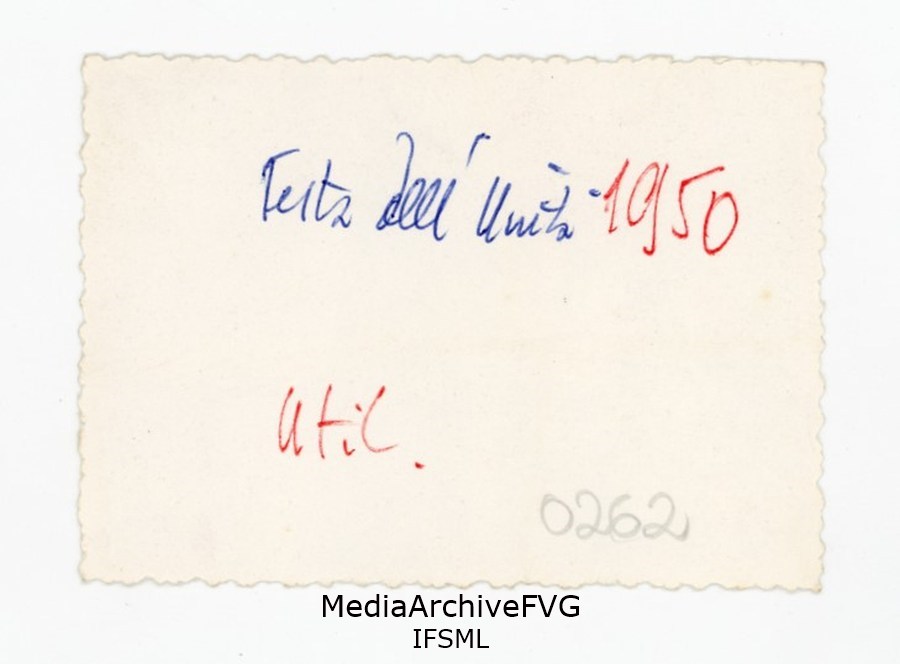 Festa dell'Unità - 1950
Util.
0262
MediaArchiveFVG
IFSML